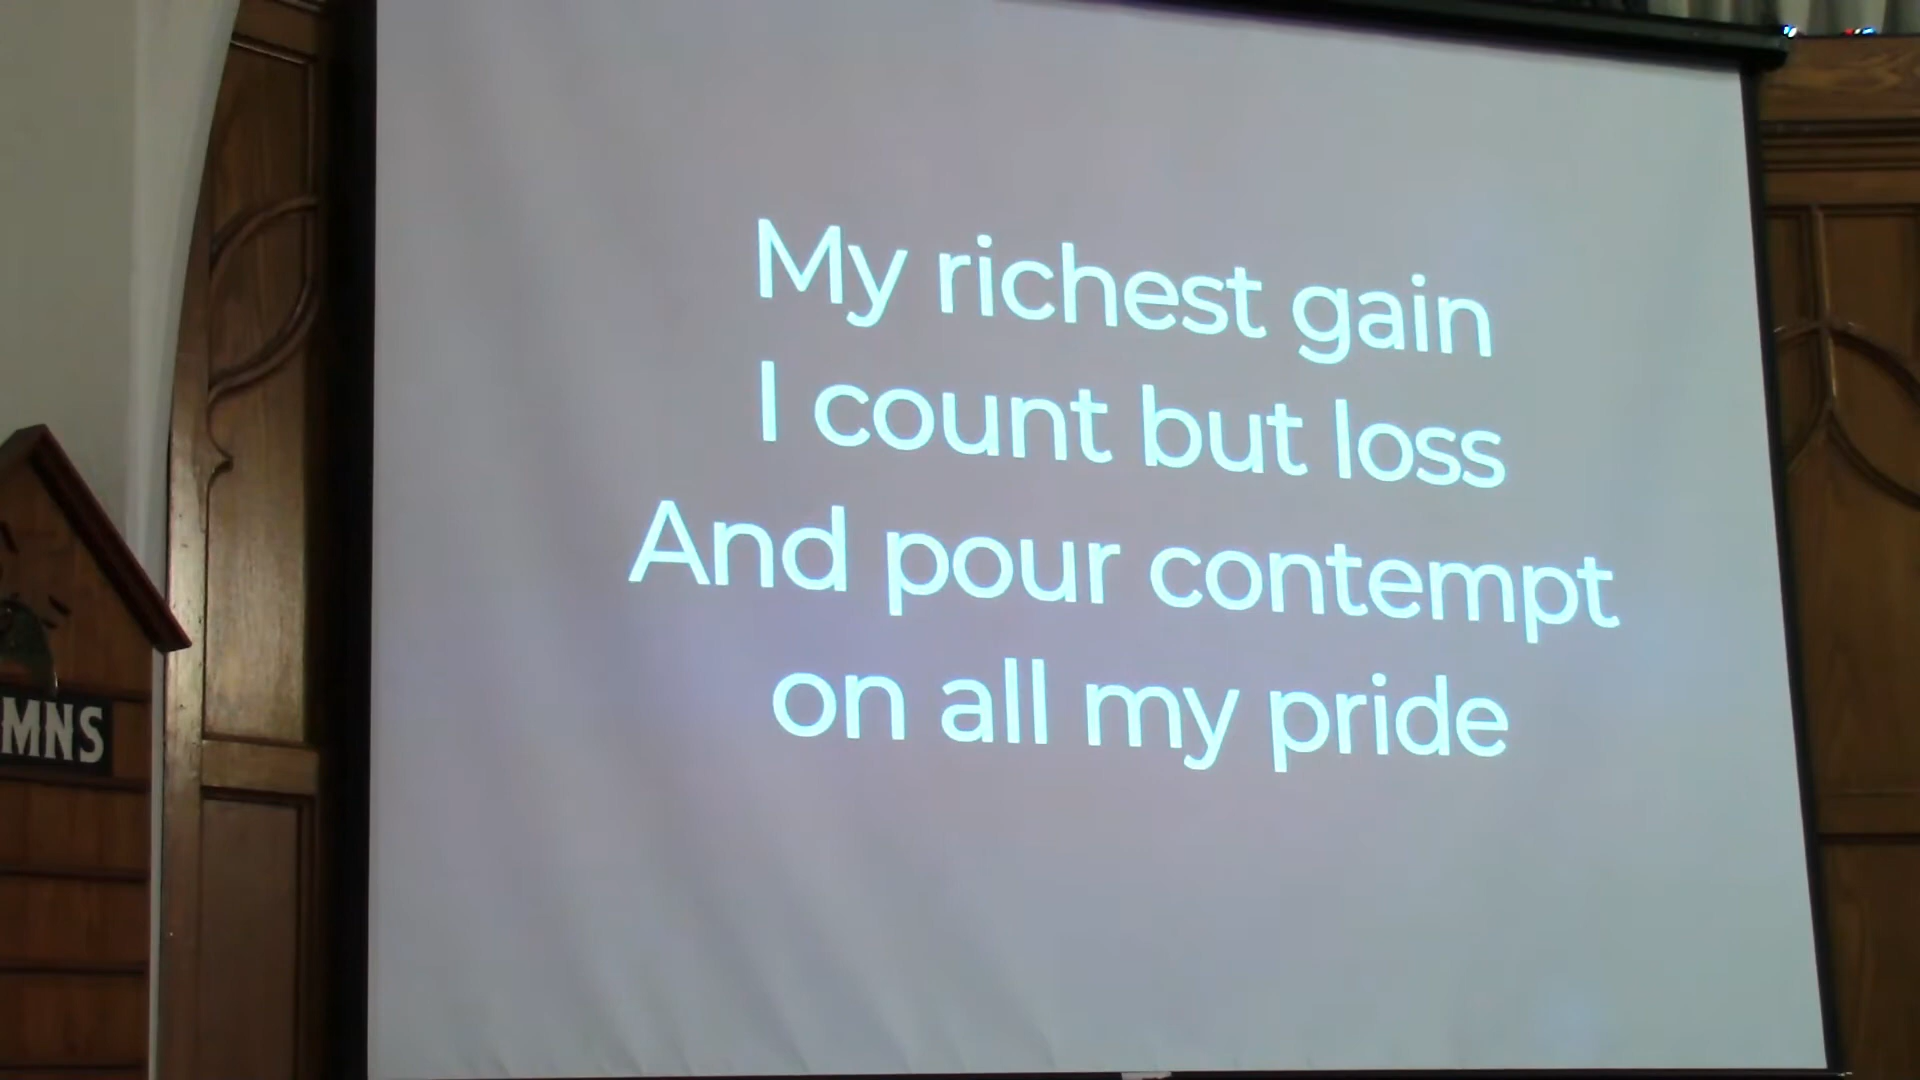 My richest gain
I count but loss
And pour contempt
on all my pride
MNS